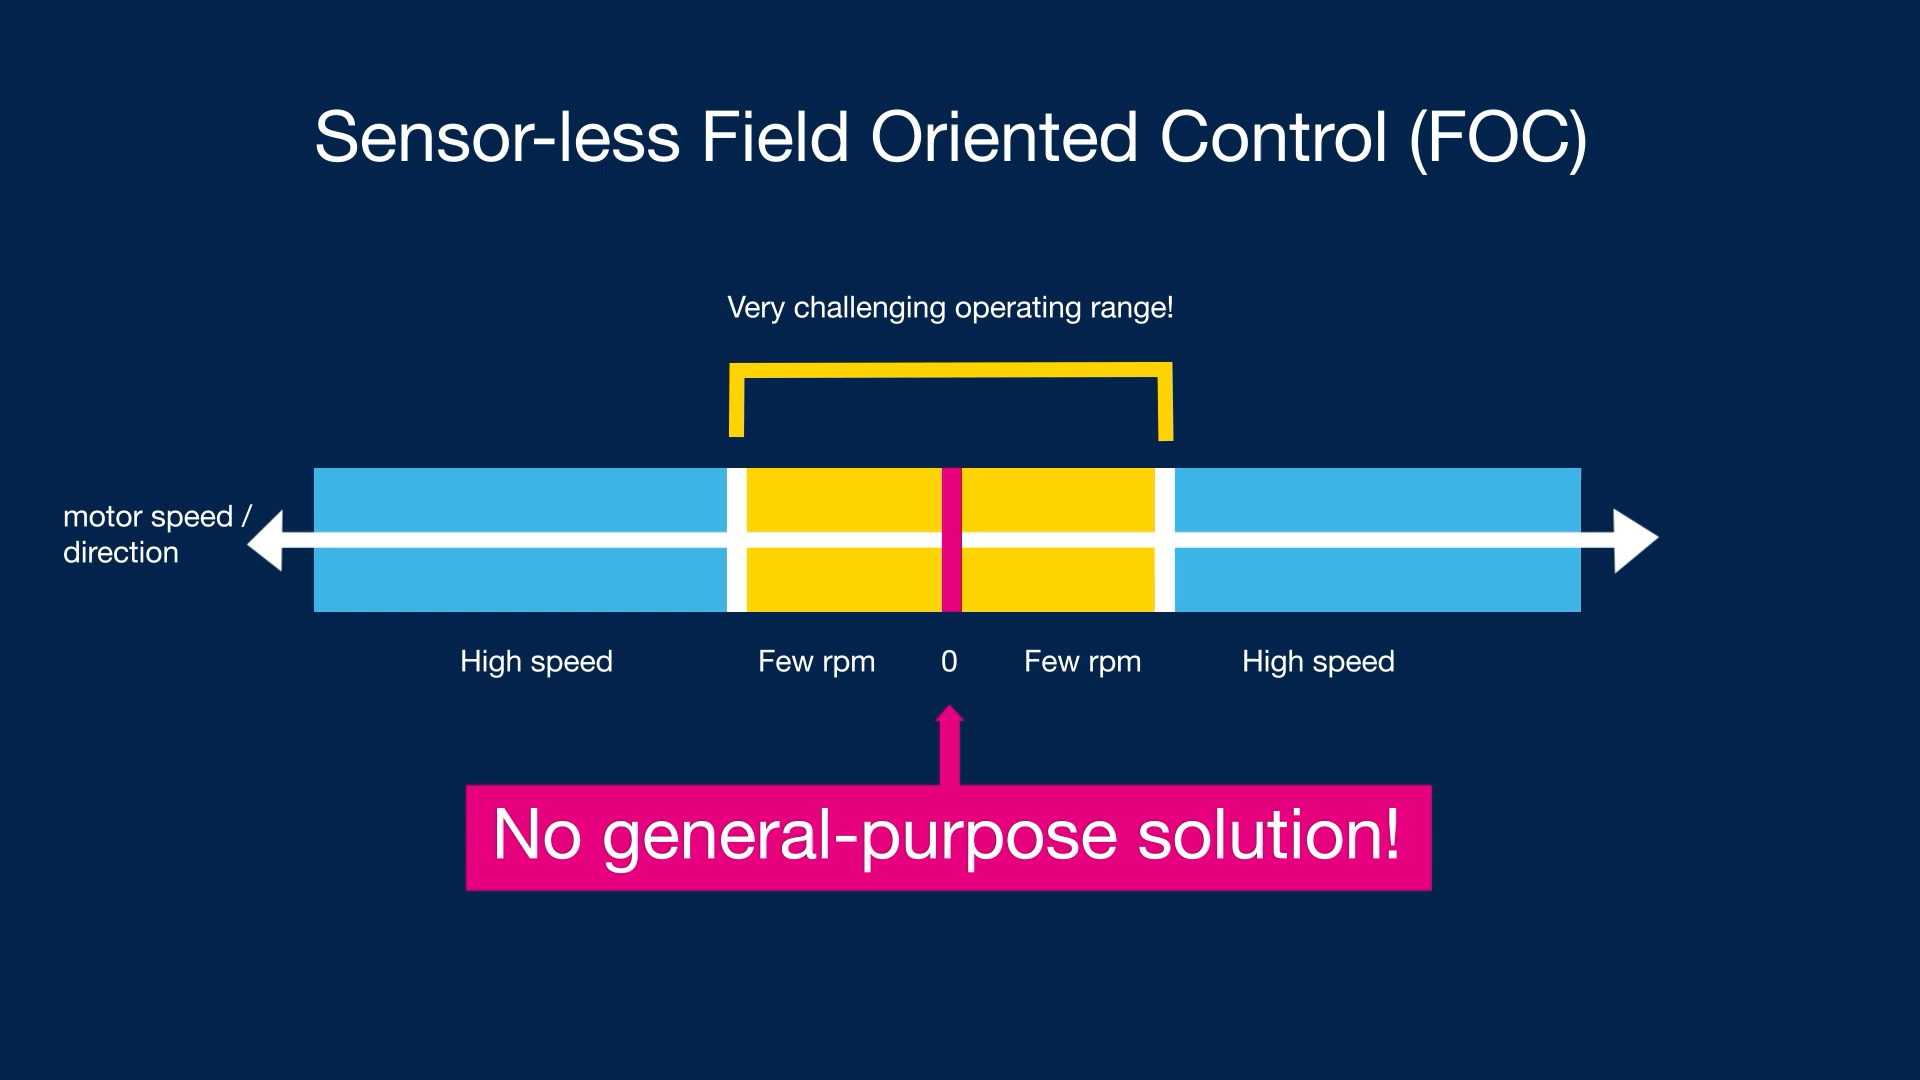 Sensor-less Field Oriented Control (FOC)
Very challenging operating range!
motor speed /
direction
High speed
Few rpm
0
Few rpm
High speed
No general-purpose solution!